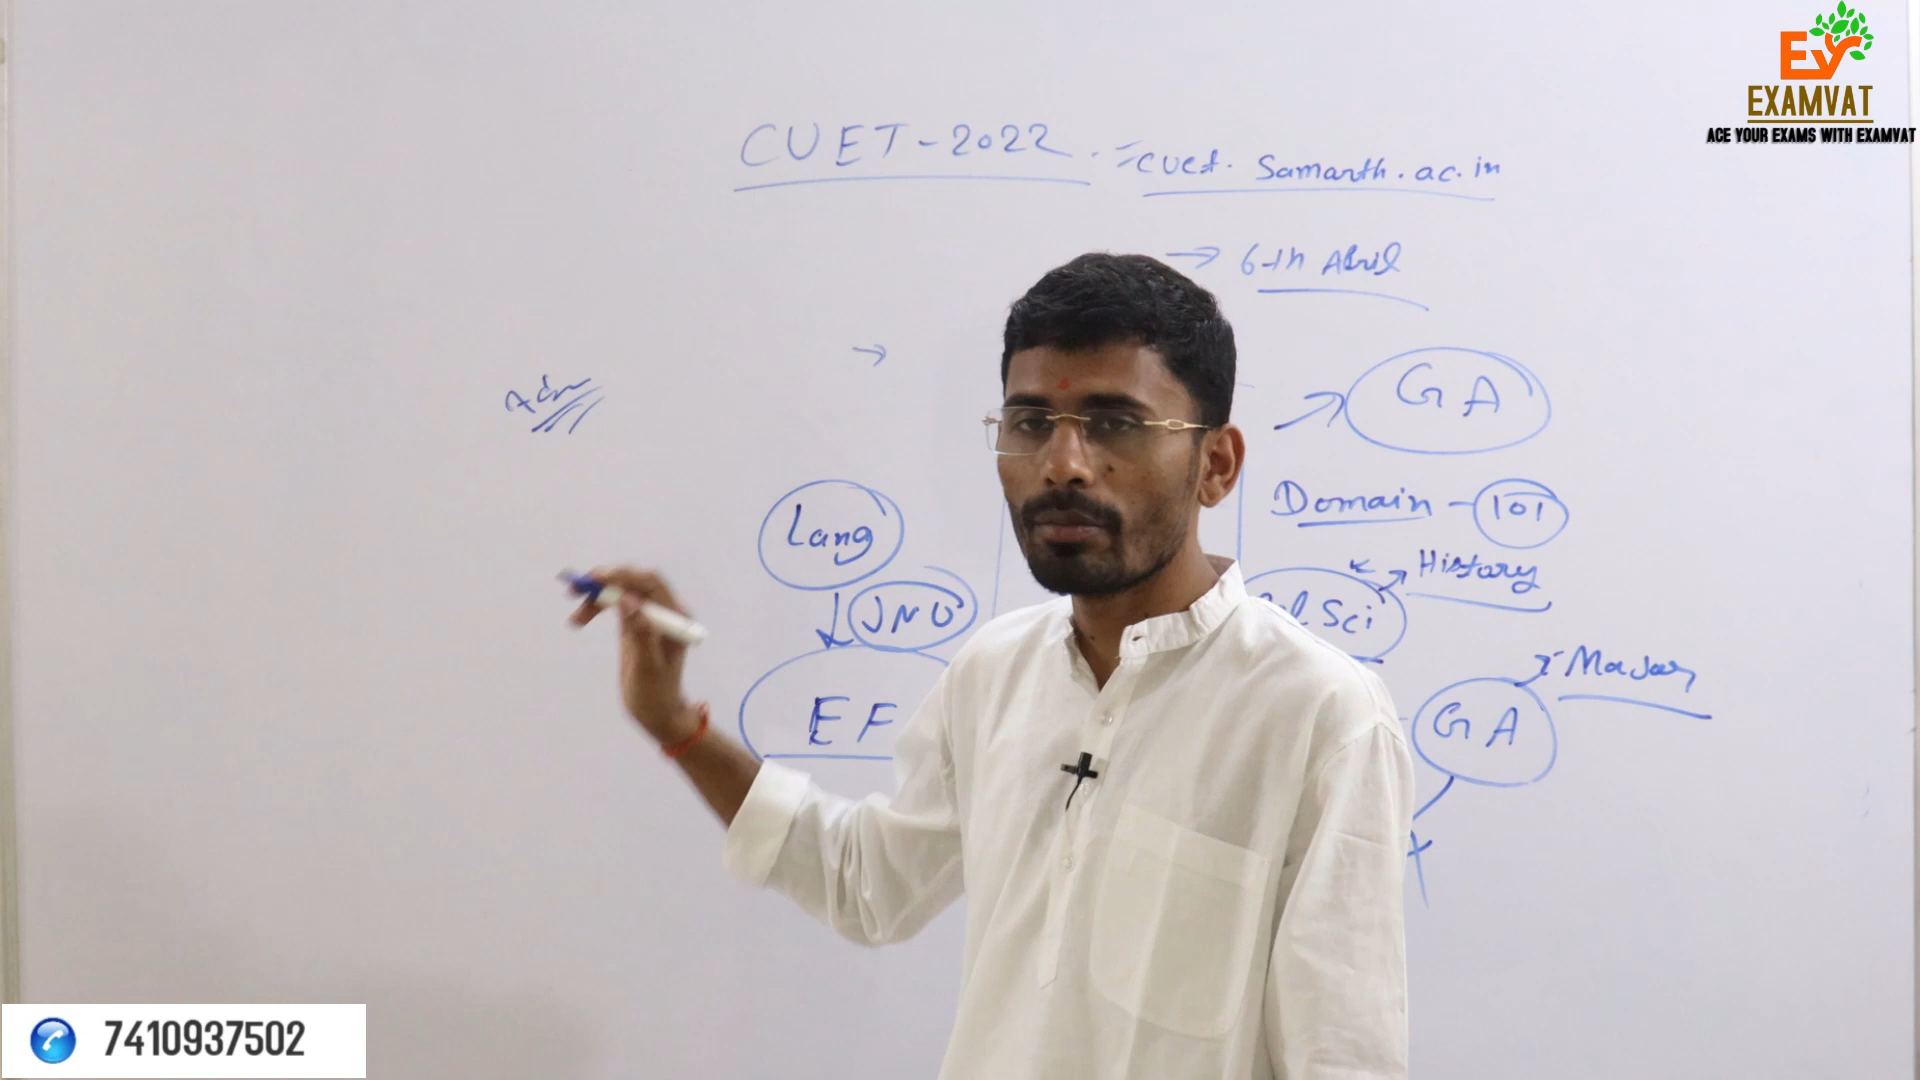 EXAMVAT
ACE YOUR EXAMS WITH EXAMVAT
CUET-2022
cuet.samarth.ac.in
→ 6th April
→
GA
Lang
Domain - 101
History
JNU
Sci
Major
EF
GA
7410937502